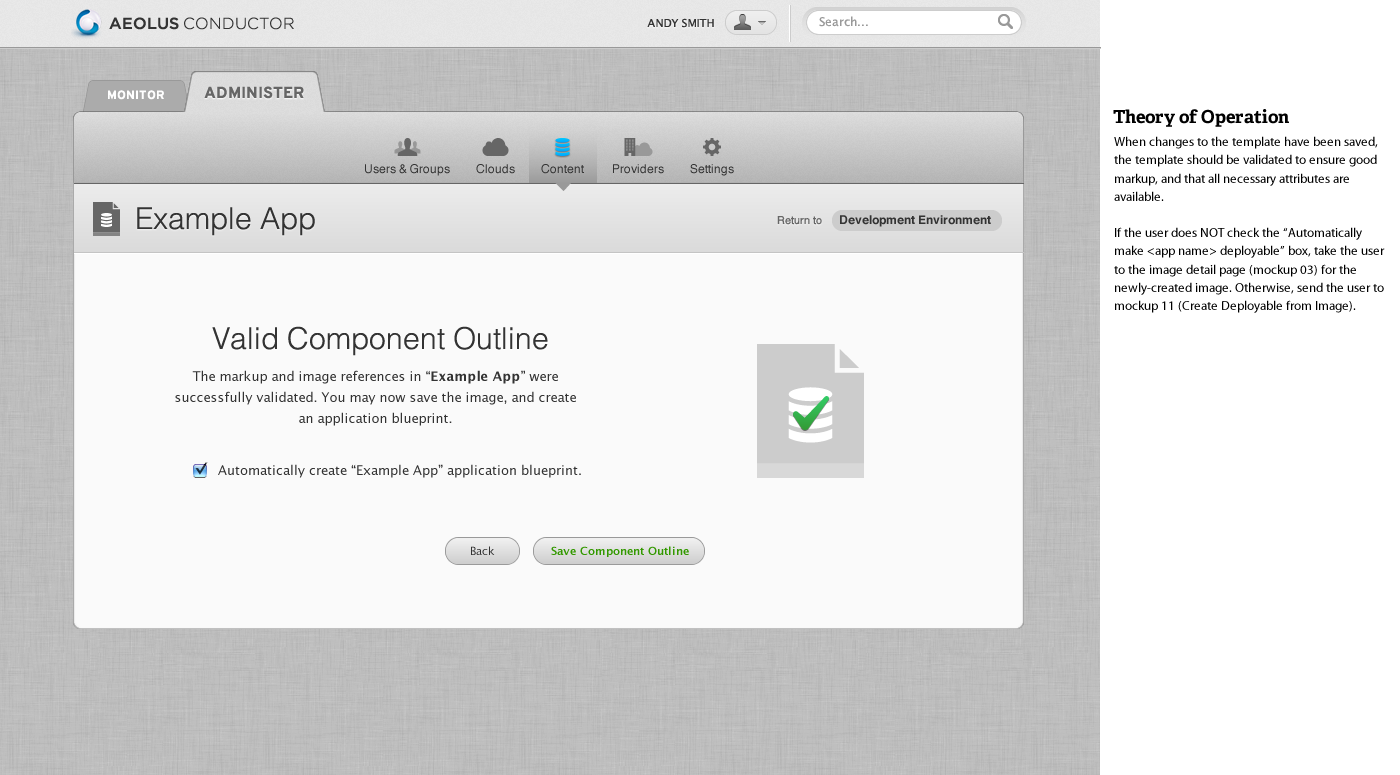 AEOLUS CONDUCTOR
ANDY SMITH
Search...
MONITOR
ADMINISTER
Users & Groups
Clouds
Content
Providers
Settings
Example App
Return to
Development Environment
Valid Component Outline
The markup and image references in “Example App” were
successfully validated. You may now save the image, and create
an application blueprint.
Automatically create “Example App” application blueprint.
Back
Save Component Outline
Theory of Operation
When changes to the template have been saved,
the template should be validated to ensure good
markup, and that all necessary attributes are
available.
If the user does NOT check the “Automatically
make <app name> deployable” box, take the user
to the image detail page (mockup 03) for the
newly-created image. Otherwise, send the user to
mockup 11 (Create Deployable from Image).